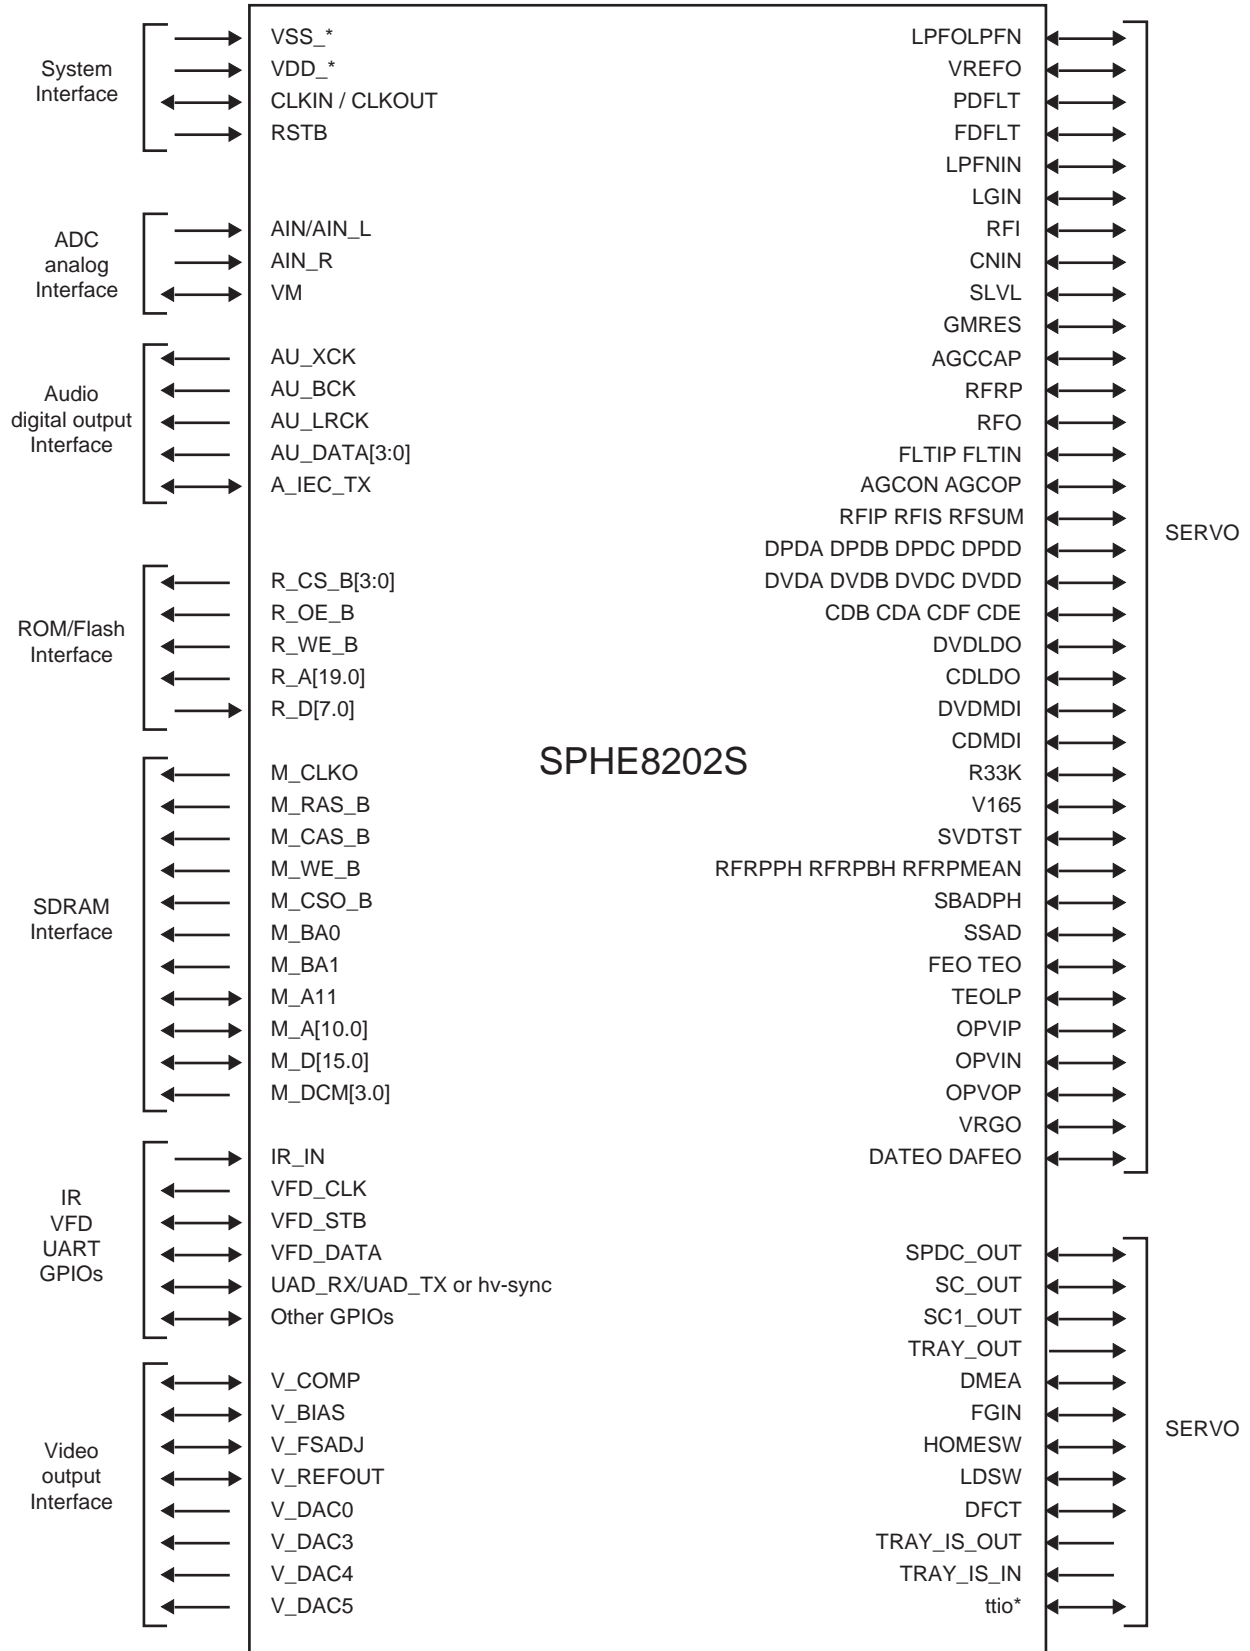 System
Interface
VSS_*
VDD_*
CLKIN / CLKOUT
RSTB
ADC
analog
Interface
AIN/AIN_L
AIN_R
VM
Audio
digital output
Interface
AU_XCK
AU_BCK
AU_LRCK
AU_DATA[3:0]
A_IEC_TX
ROM/Flash
Interface
R_CS_B[3:0]
R_OE_B
R_WE_B
R_A[19.0]
R_D[7.0]
SDRAM
Interface
M_CLKO
M_RAS_B
M_CAS_B
M_WE_B
M_CSO_B
M_BA0
M_BA1
M_A11
M_A[10.0]
M_D[15.0]
M_DCM[3.0]
IR
VFD
UART
GPIOs
IR_IN
VFD_CLK
VFD_STB
VFD_DATA
UAD_RX/UAD_TX or hv-sync
Other GPIOs
Video
output
Interface
V_COMP
V_BIAS
V_FSADJ
V_REFOUT
V_DAC0
V_DAC3
V_DAC4
V_DAC5
SPHE8202S
LPFOLPFN
VREFO
PDFLT
FDFLT
LPFNIN
LGIN
RFI
CNIN
SLVL
GMRES
AGCCAP
RFRP
RFO
FLTIP FLTIN
AGCON AGCOP
RFIP RFIS RFSUM
DPDA DPDB DPDC DPDD
DVDA DVDB DVDC DVDD
CDB CDA CDF CDE
DVDLDO
CDLDO
DVDMDI
CDMDI
R33K
V165
SVDTST
RFRPPH RFRPBH RFRPMEAN
SBADPH
SSAD
FEO TEO
TEOLP
OPVIP
OPVIN
OPVOP
VRGO
DATEO DAFEO
SERVO
SPDC_OUT
SC_OUT
SC1_OUT
TRAY_OUT
DMEA
FGIN
HOMESW
LDSW
DFCT
TRAY_IS_OUT
TRAY_IS_IN
ttio*
SERVO